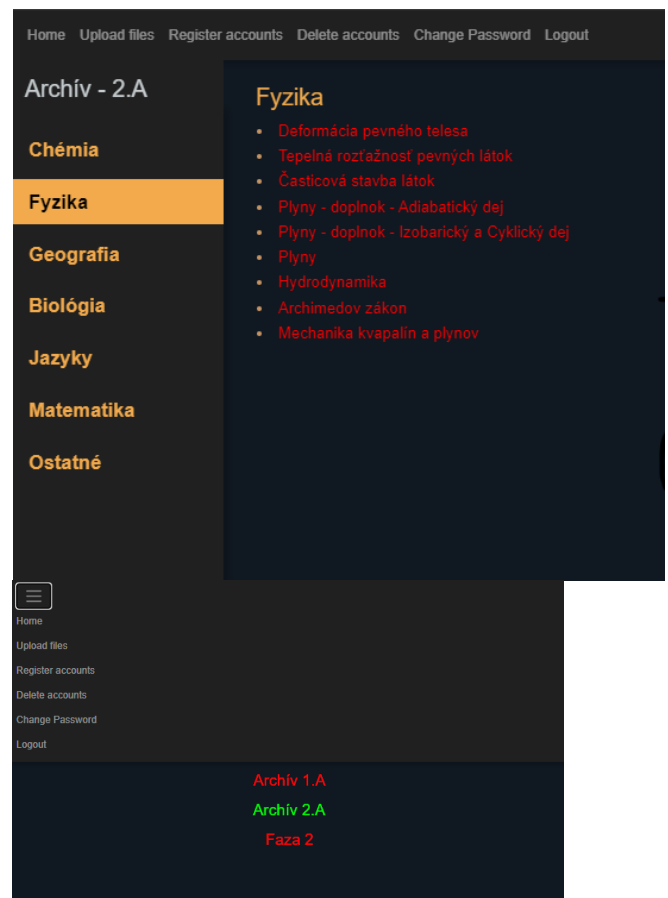 Home Upload files Register accounts Delete accounts Change Password Logout
Archív - 2.A
Chémia
Fyzika
Geografia
Biológia
Jazyky
Matematika
Ostatné
Fyzika
Deformácia pevného telesa
Tepelná rozťažnosť pevných látok
Časticová stavba látok
Plyny - doplnok - Adiabatický dej
Plyny - doplnok - Izobarický a Cyklický dej
Plyny
Hydrodynamika
Archimedov zákon
Mechanika kvapalín a plynov
Home
Upload files
Register accounts
Delete accounts
Change Password
Logout
Archív 1.A
Archív 2.A
Faza 2